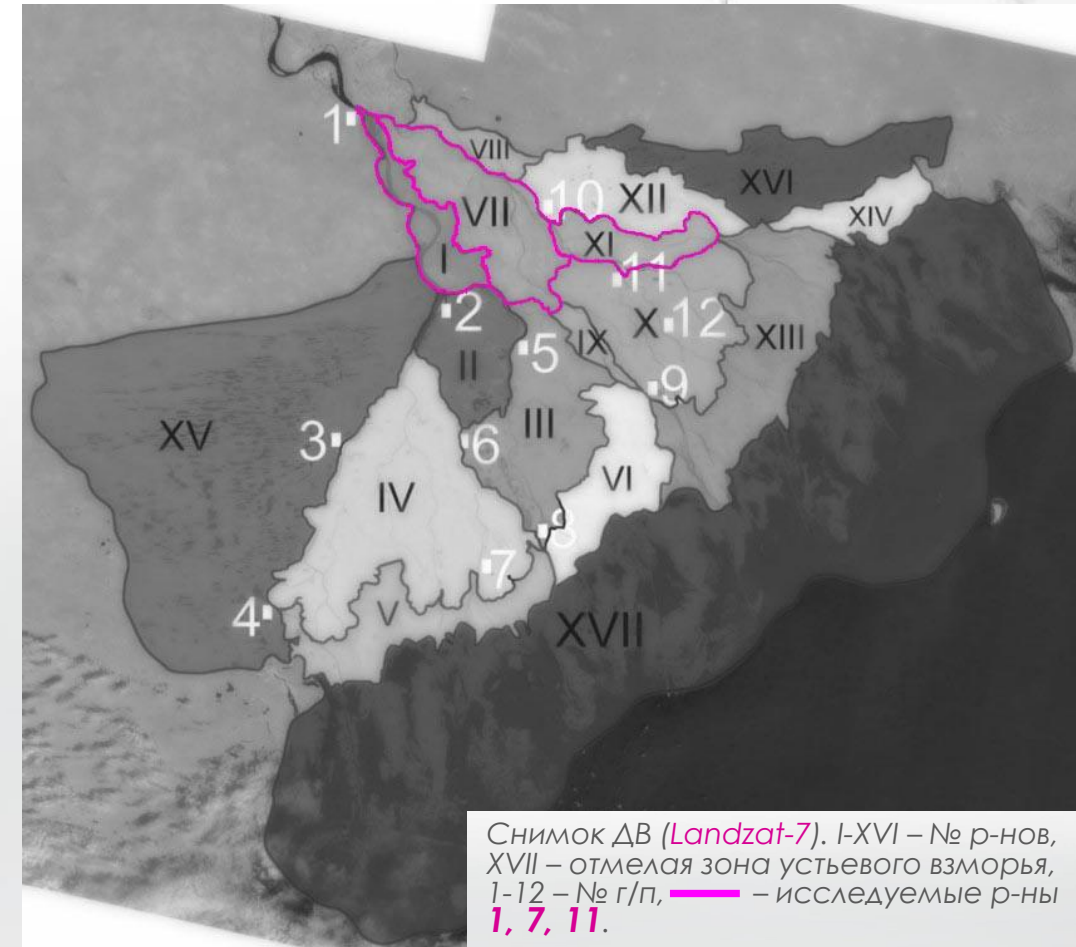 1
VIII
10
XII
XVI
XIV
VII
XI
I
11
2
X
12
XIII
5
IX
II
9
XV
3
III
6
VI
IV
8
7
4
V
XVII
Снимок ДВ (Landzat-7). I-XVI – № р-нов,
XVII – отмелая зона устьевого взморья,
1-12 – № г/п, – исследуемые р-ны
1, 7, 11.